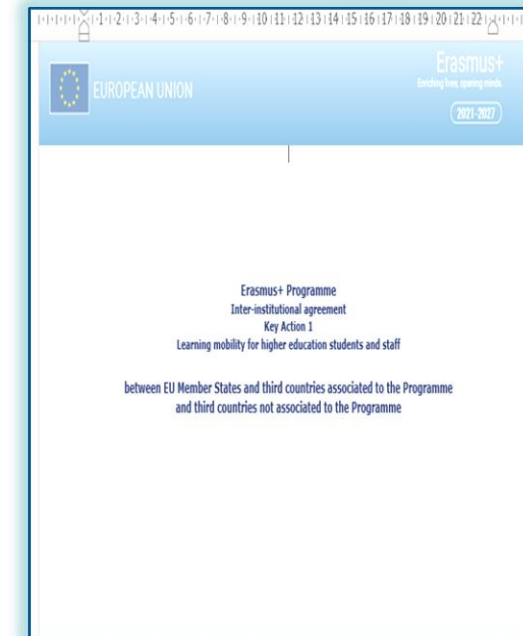 1 2 3 4 5 6 7 8 9 10 11 12 13 14 15 16 17 18 19 20 21 22
Erasmus+
Enriching lives, opening minds.
EUROPEAN UNION
2021-2027
Erasmus+ Programme
Inter-institutional agreement
Key Action 1
Learning mobility for higher education students and staff
between EU Member States and third countries associated to the Programme
and third countries not associated to the Programme